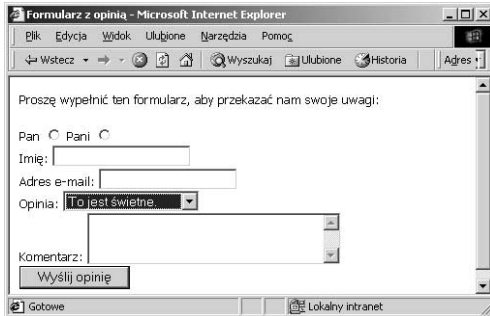 Formularz z opinią - Microsoft Internet Explorer
Plik Edycja Widok Ulubione Narzędzia Pomoc
Wstecz Wyszukaj Ulubione Historia Adres
Proszę wypełnić ten formularz, aby przekazać nam swoje uwagi:
Pan Pani
Imię:
Adres e-mail:
Opinia: To jest świetne.
Komentarz:
Wyślij opinię
Gotowe Lokalny intranet